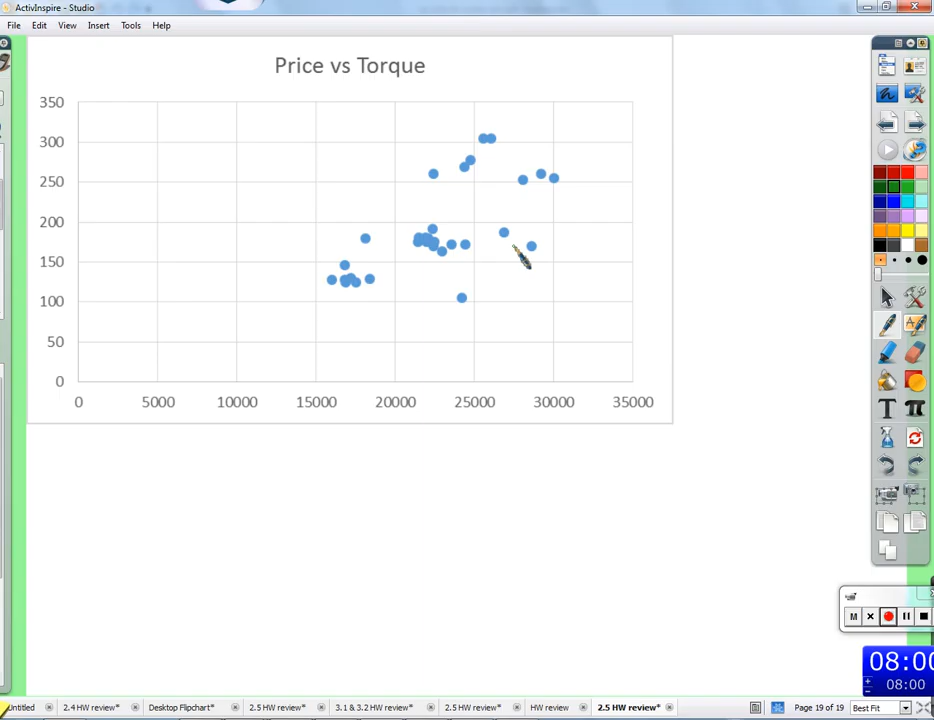 ActivInspire - Studio
File Edit View Insert Tools Help
Price vs Torque
350
300
250
200
150
100
50
0
0 5000 10000 15000 20000 25000 30000 35000
M
08:00
08:00
Untitled 2.4 HW review* Desktop Flipchart* 2.5 HW review* 3.1 & 3.2 HW review* 2.5 HW review* HW review 2.5 HW review* Page 19 of 19 Best Fit